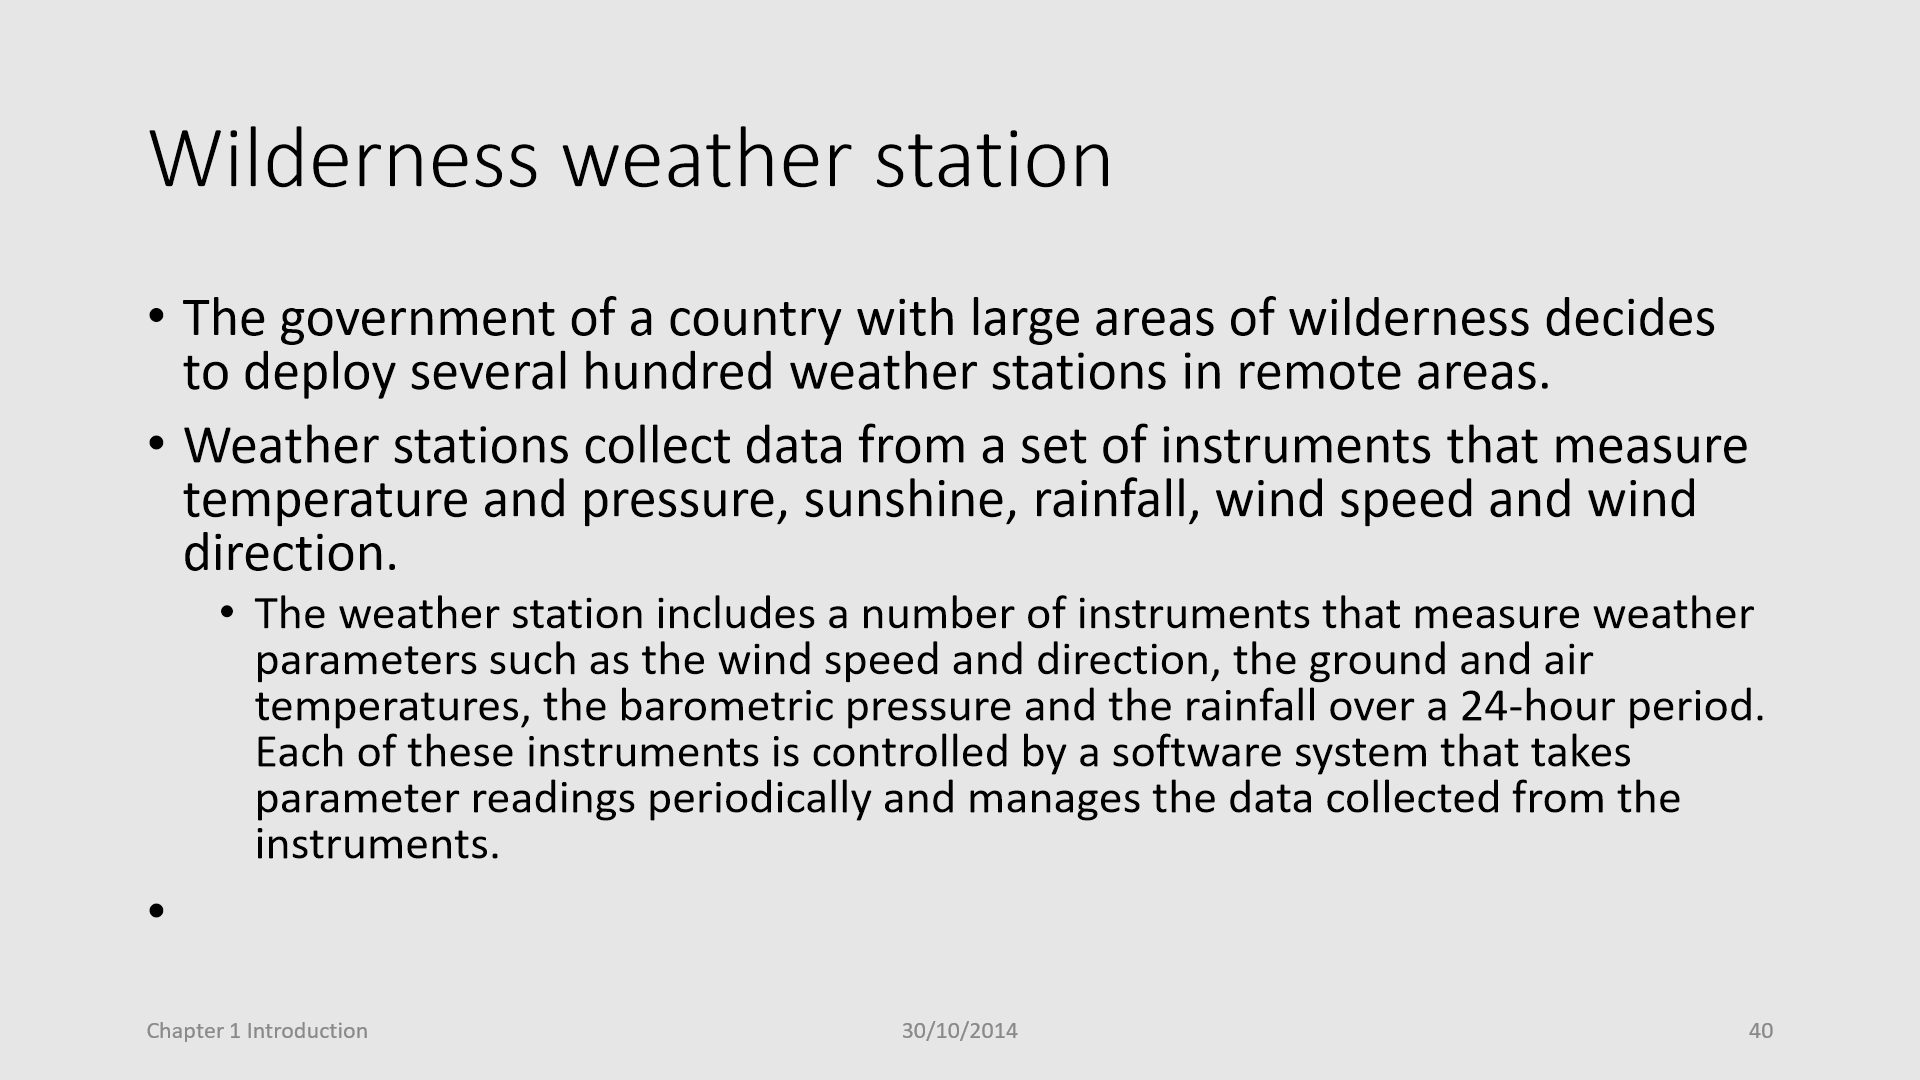 Wilderness weather station
• The government of a country with large areas of wilderness decides
to deploy several hundred weather stations in remote areas.
• Weather stations collect data from a set of instruments that measure
temperature and pressure, sunshine, rainfall, wind speed and wind
direction.
• The weather station includes a number of instruments that measure weather
parameters such as the wind speed and direction, the ground and air
temperatures, the barometric pressure and the rainfall over a 24-hour period.
Each of these instruments is controlled by a software system that takes
parameter readings periodically and manages the data collected from the
instruments.
•
Chapter 1 Introduction
30/10/2014
40